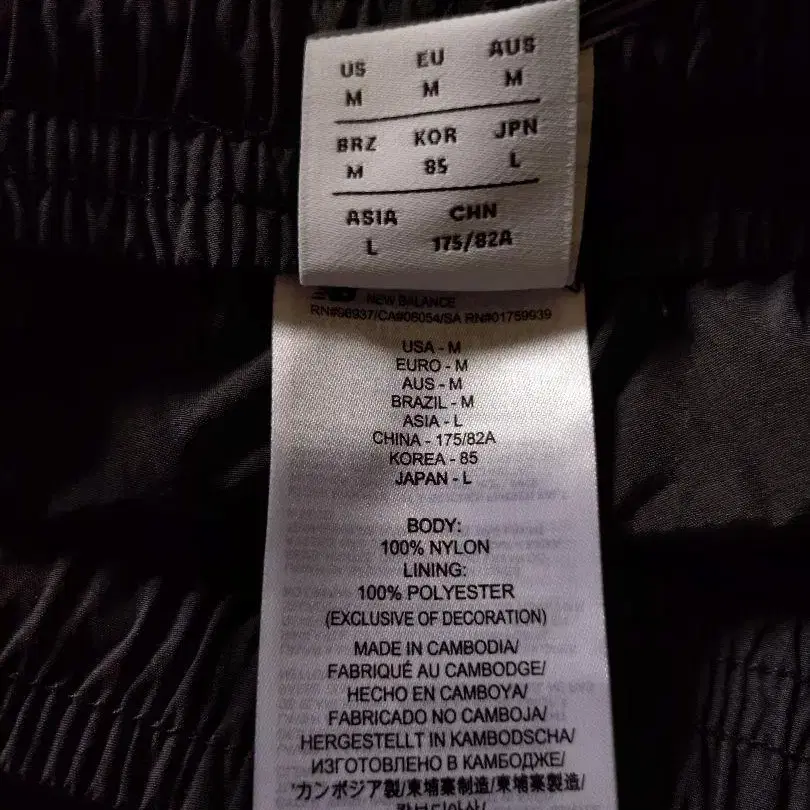 US EU AUS
M M M
BRZ KOR JPN
M 85 L
ASIA CHN
L 175/82A
NEW BALANCE
RN#96937/CA#06054/SA RN#01759939
USA - M
EURO - M
AUS - M
BRAZIL - M
ASIA - L
CHINA - 175/82A
KOREA - 85
JAPAN - L
BODY:
100% NYLON
LINING:
100% POLYESTER
(EXCLUSIVE OF DECORATION)
MADE IN CAMBODIA/
FABRIQUÉ AU CAMBODGE/
HECHO EN CAMBOYA/
FABRICADO NO CAMBOJA/
HERGESTELLT IN KAMBODSCHA/
ИЗГОТОВЛЕНО В КАМБОДЖЕ/
カンボジア製/東埔寨制造/東埔寨製造/